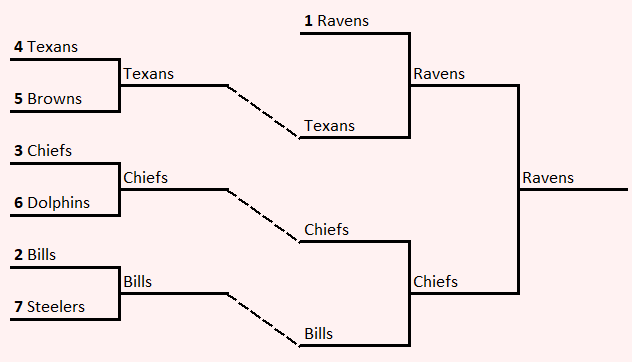 4 Texans
5 Browns
Texans
3 Chiefs
6 Dolphins
Chiefs
2 Bills
7 Steelers
Bills
1 Ravens
Texans
Ravens
Chiefs
Bills
Chiefs
Ravens